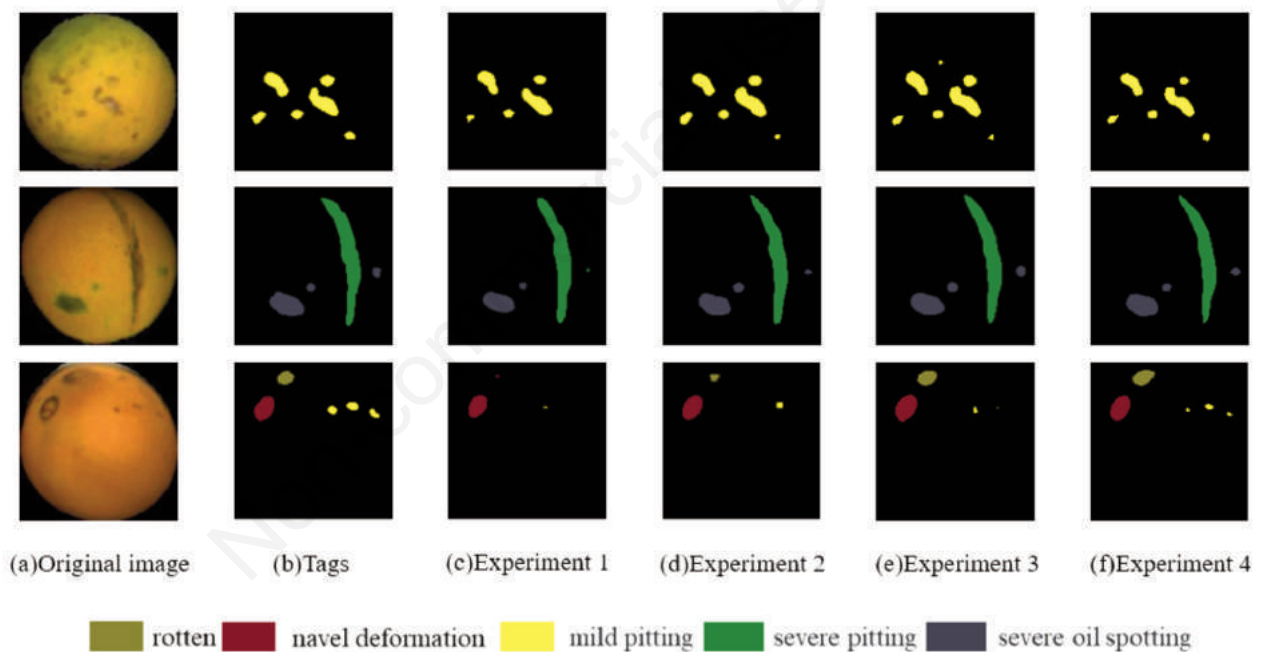 (a)Original image (b)Tags (c)Experiment 1 (d)Experiment 2 (e)Experiment 3 (f)Experiment 4
rotten navel deformation mild pitting severe pitting severe oil spotting